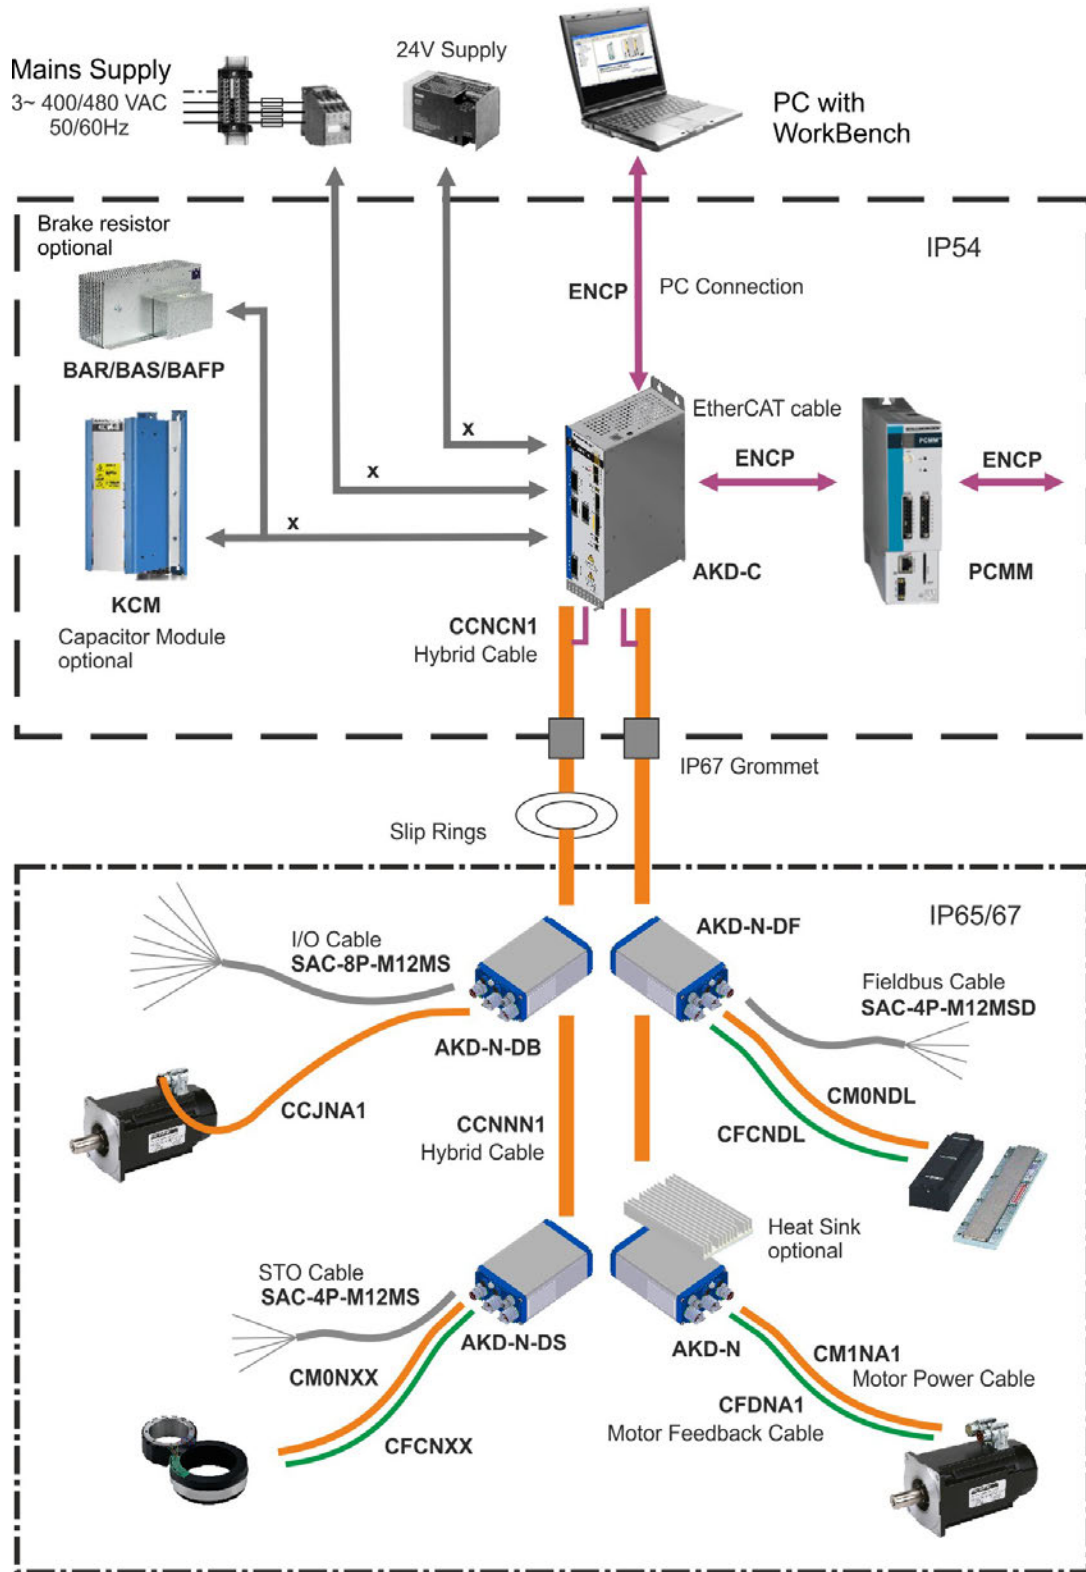 Mains Supply
3~ 400/480 VAC
50/60Hz
24V Supply
PC with
WorkBench
Brake resistor
optional
IP54
ENCP
PC Connection
BAR/BAS/BAFP
EtherCAT cable
x
x
x
ENCP
ENCP
PCMM
AKD-C
PCMM
KCM
Capacitor Module
optional
CCNCN1
Hybrid Cable
IP67 Grommet
Slip Rings
IP65/67
I/O Cable
SAC-8P-M12MS
AKD-N-DF
Fieldbus Cable
SAC-4P-M12MSD
AKD-N-DB
CCJNA1
CCNNN1
Hybrid Cable
CM0NDL
CFCNDL
Heat Sink
optional
STO Cable
SAC-4P-M12MS
AKD-N-DS
AKD-N
CM0NXX
CFCNXX
CM1NA1
Motor Power Cable
CFDNA1
Motor Feedback Cable